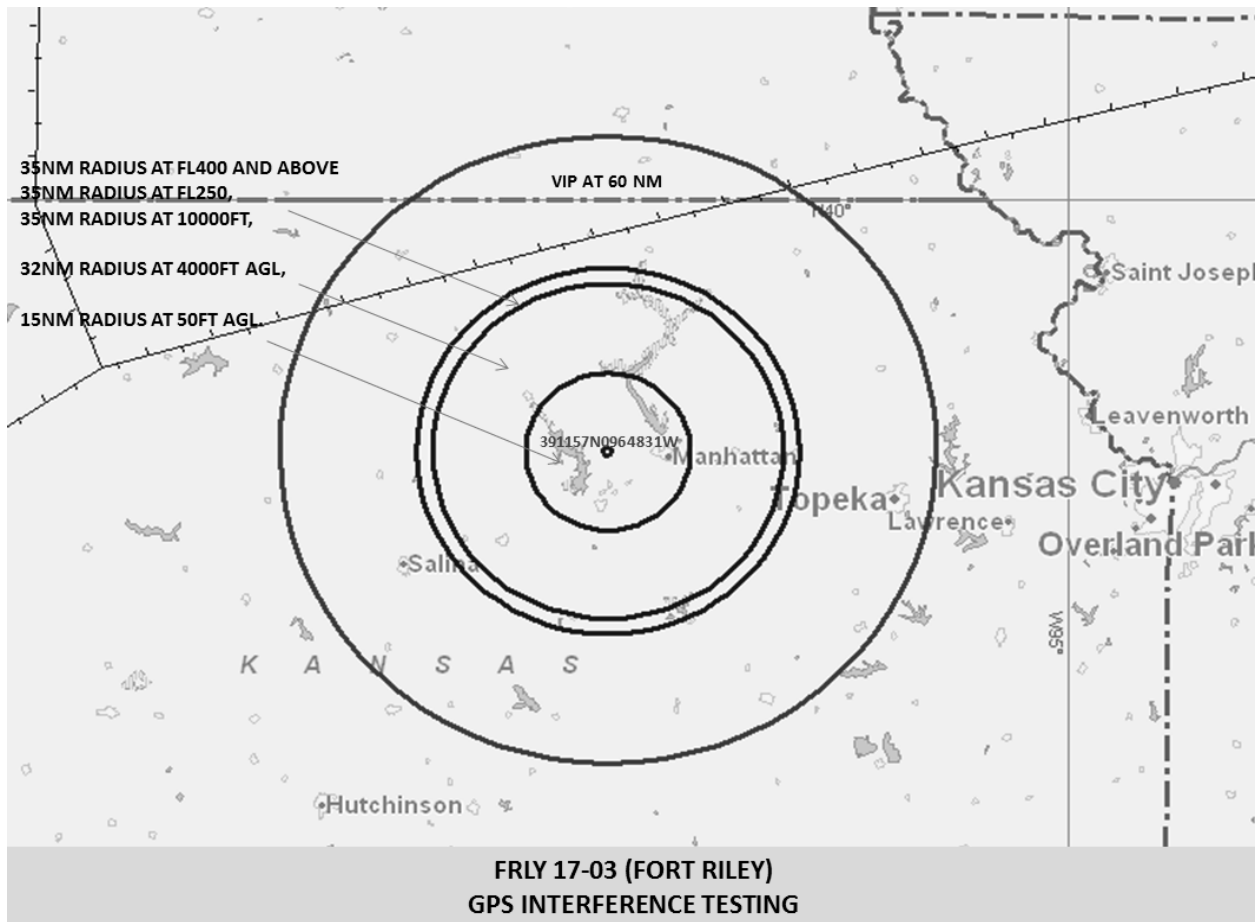 35NM RADIUS AT FL400 AND ABOVE
35NM RADIUS AT FL250,
35NM RADIUS AT 10000FT,
32NM RADIUS AT 4000FT AGL,
15NM RADIUS AT 50FT AGL.
VIP AT 60 NM
N40°
Saint Joseph
Leavenworth
391157N0964831W
Manhattan
Topeka
Kansas City
Lawrence
Overland Park
Salina
W95°
KANSAS
Hutchinson
FRLY 17-03 (FORT RILEY)
GPS INTERFERENCE TESTING